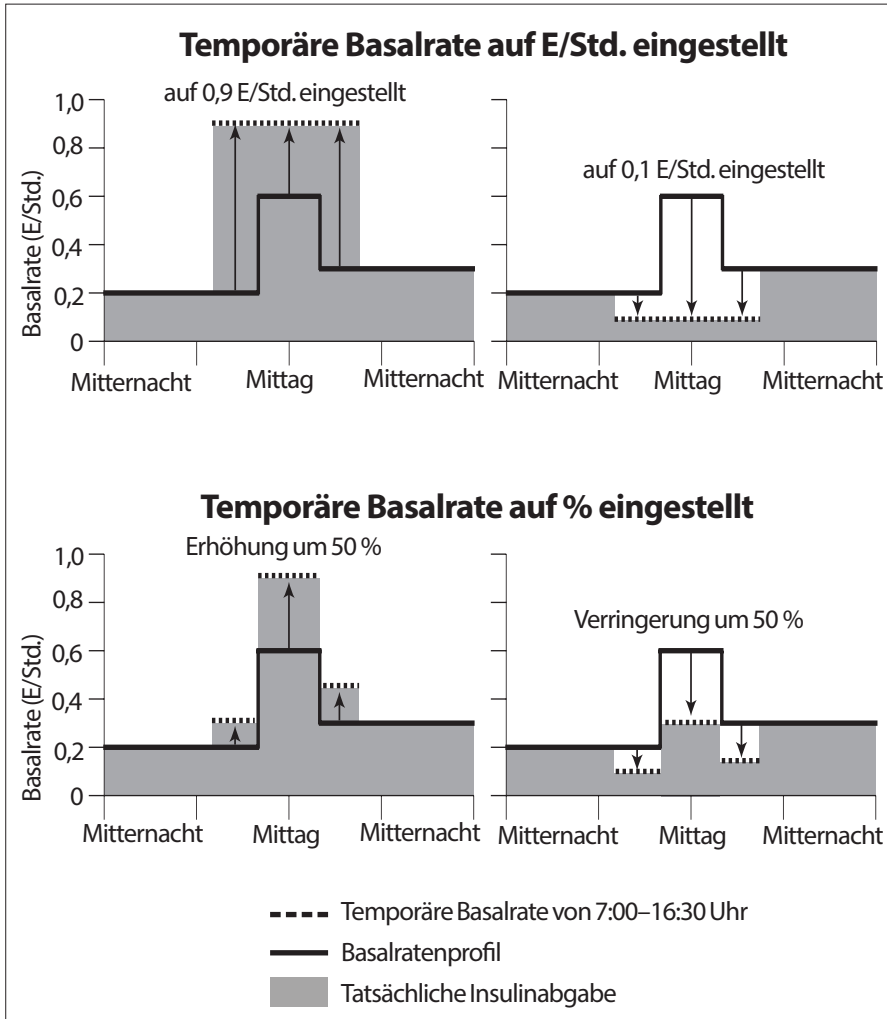 Temporäre Basalrate auf E/Std. eingestellt
auf 0,9 E/Std. eingestellt
auf 0,1 E/Std. eingestellt
Basalrate (E/Std.)
1,0
0,8
0,6
0,4
0,2
0
Mitternacht Mittag Mitternacht
Mitternacht Mittag Mitternacht
Temporäre Basalrate auf % eingestellt
Erhöhung um 50 %
Verringerung um 50 %
Basalrate (E/Std.)
1,0
0,8
0,6
0,4
0,2
0
Mitternacht Mittag Mitternacht
Mitternacht Mittag Mitternacht
Temporäre Basalrate von 7:00–16:30 Uhr
Basalratenprofil
Tatsächliche Insulinabgabe